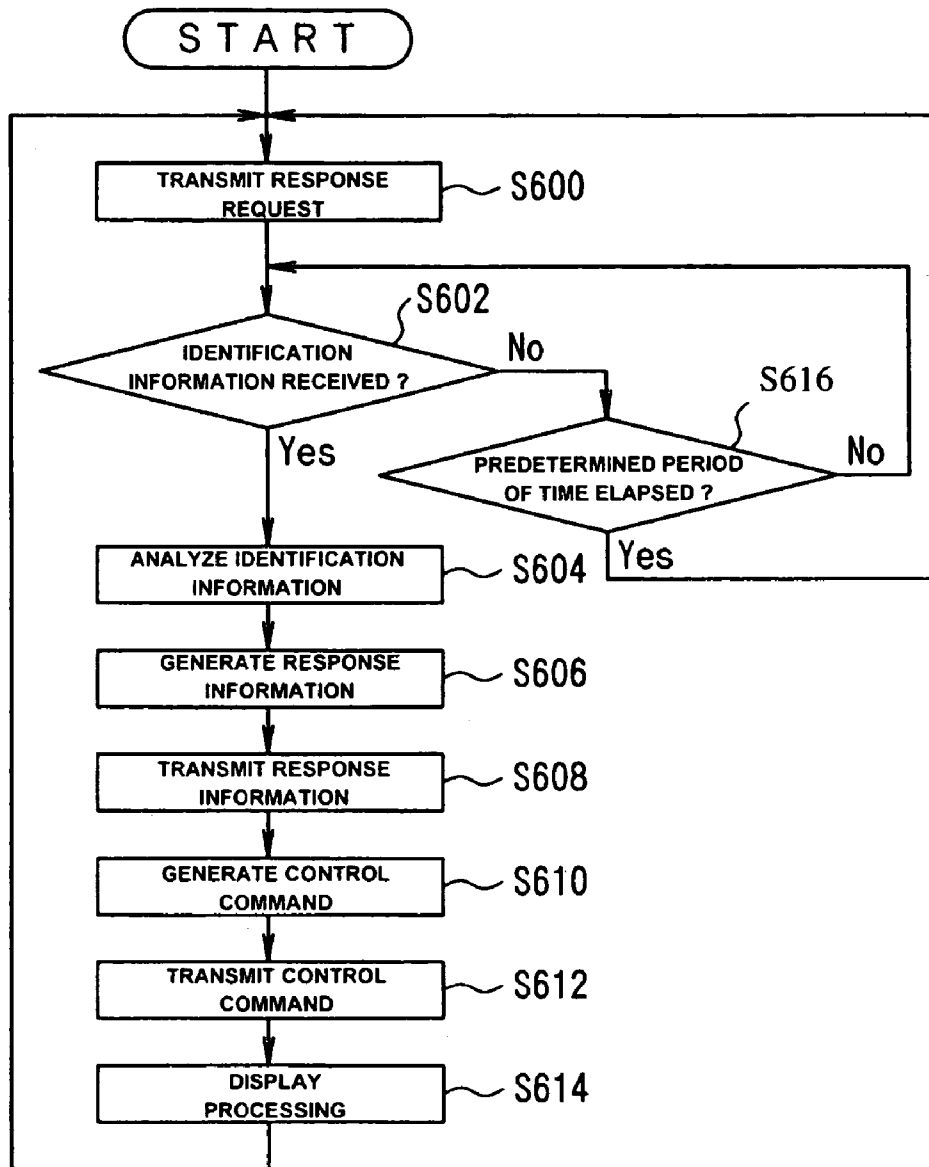 START
TRANSMIT RESPONSE
REQUEST
S600
S602
IDENTIFICATION
INFORMATION RECEIVED ?
No
Yes
S616
PREDETERMINED PERIOD
OF TIME ELAPSED ?
No
Yes
ANALYZE IDENTIFICATION
INFORMATION
S604
GENERATE RESPONSE
INFORMATION
S606
TRANSMIT RESPONSE
INFORMATION
S608
GENERATE CONTROL
COMMAND
S610
TRANSMIT CONTROL
COMMAND
S612
DISPLAY
PROCESSING
S614